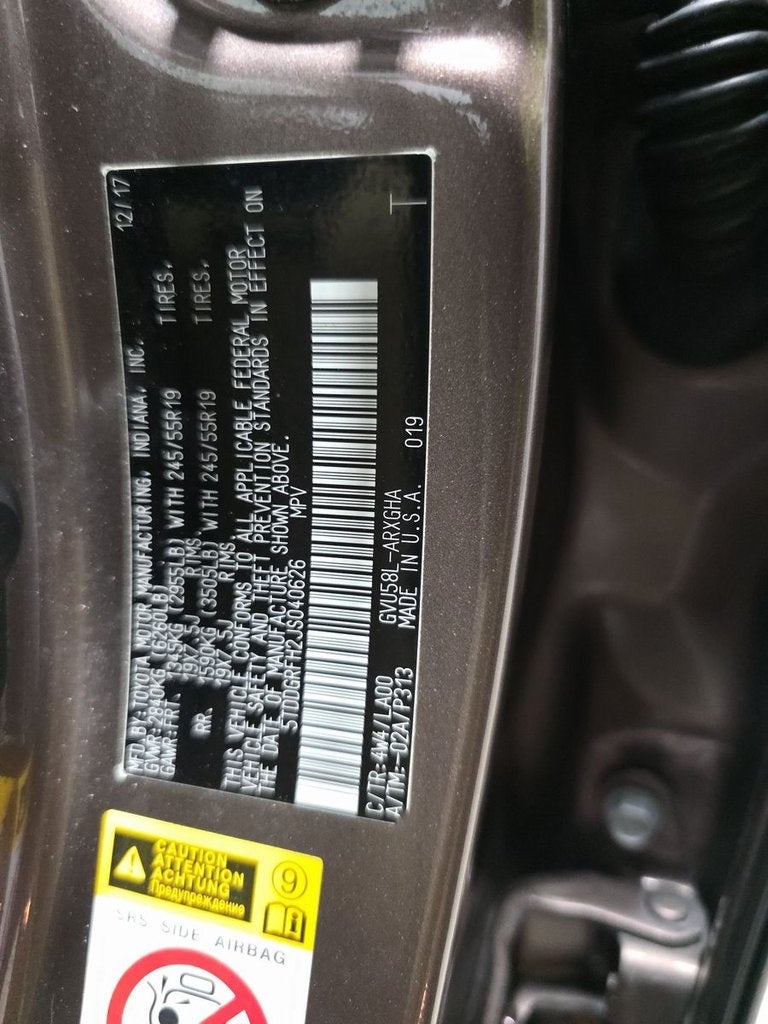 MFD.BY:TOYOTA MOTOR MANUFACTURING, INDIANA, INC. 12/17
GVWR:2840KG (6260LB)
GAWR:FRT. 1345KG (2955LB) WITH 245/55R19 TIRES,
19X7.5J RIMS,
RR. 1590KG (3505LB) WITH 245/55R19 TIRES,
19X7.5J RIMS
THIS VEHICLE CONFORMS TO ALL APPLICABLE FEDERAL MOTOR
VEHICLE SAFETY AND THEFT PREVENTION STANDARDS IN EFFECT ON
THE DATE OF MANUFACTURE SHOWN ABOVE.
5TDDGRFH2JS040626 MPV
C/TR:4W4/LA00 GVU58L-ARXGHA
A/TM:-02A/P313 MADE IN U.S.A. 019
CAUTION
ATTENTION
ACHTUNG
Предупреждение
9
SRS SIDE AIRBAG